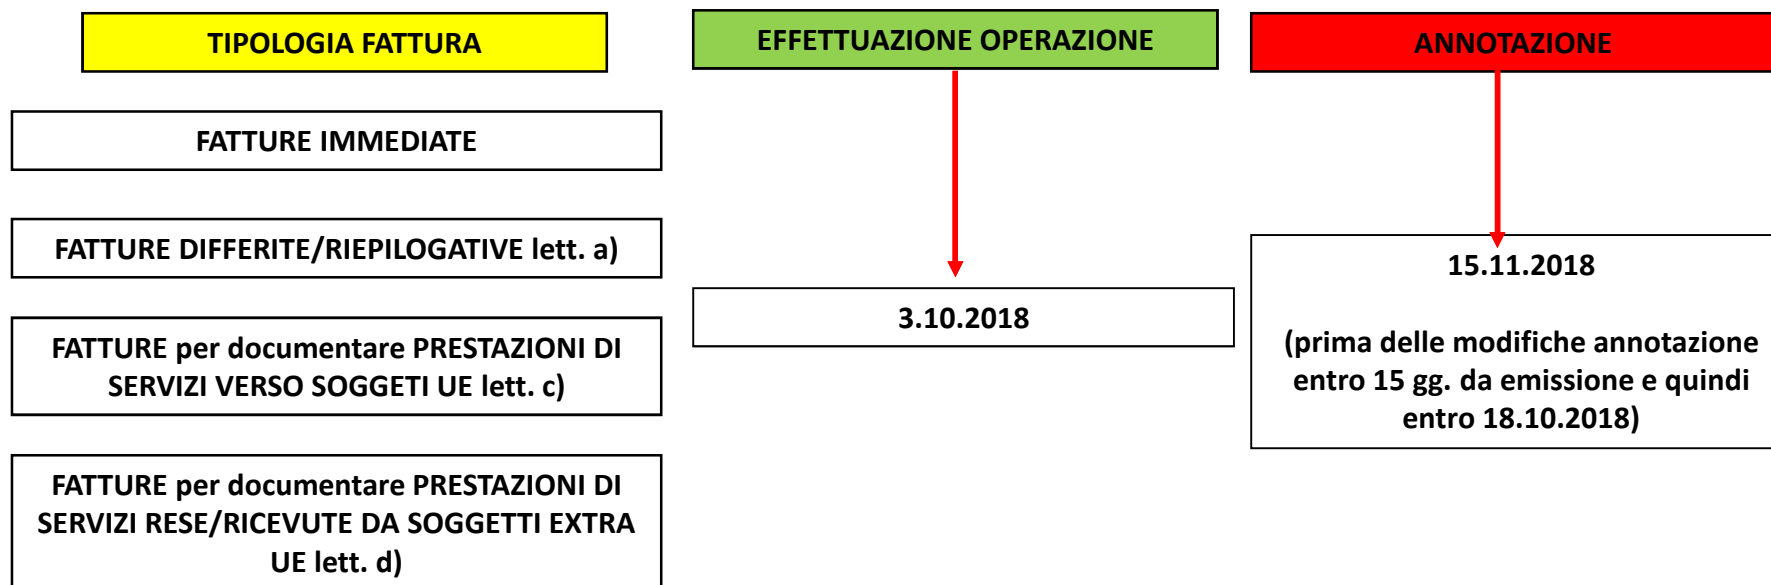 TIPOLOGIA FATTURA
EFFETTUAZIONE OPERAZIONE
ANNOTAZIONE
FATTURE IMMEDIATE
FATTURE DIFFERITE/RIEPILOGATIVE lett. a)
FATTURE per documentare PRESTAZIONI DI
SERVIZI VERSO SOGGETI UE lett. c)
FATTURE per documentare PRESTAZIONI DI
SERVIZI RESE/RICEVUTE DA SOGGETTI EXTRA
UE lett. d)
3.10.2018
15.11.2018
(prima delle modifiche annotazione
entro 15 gg. da emissione e quindi
entro 18.10.2018)